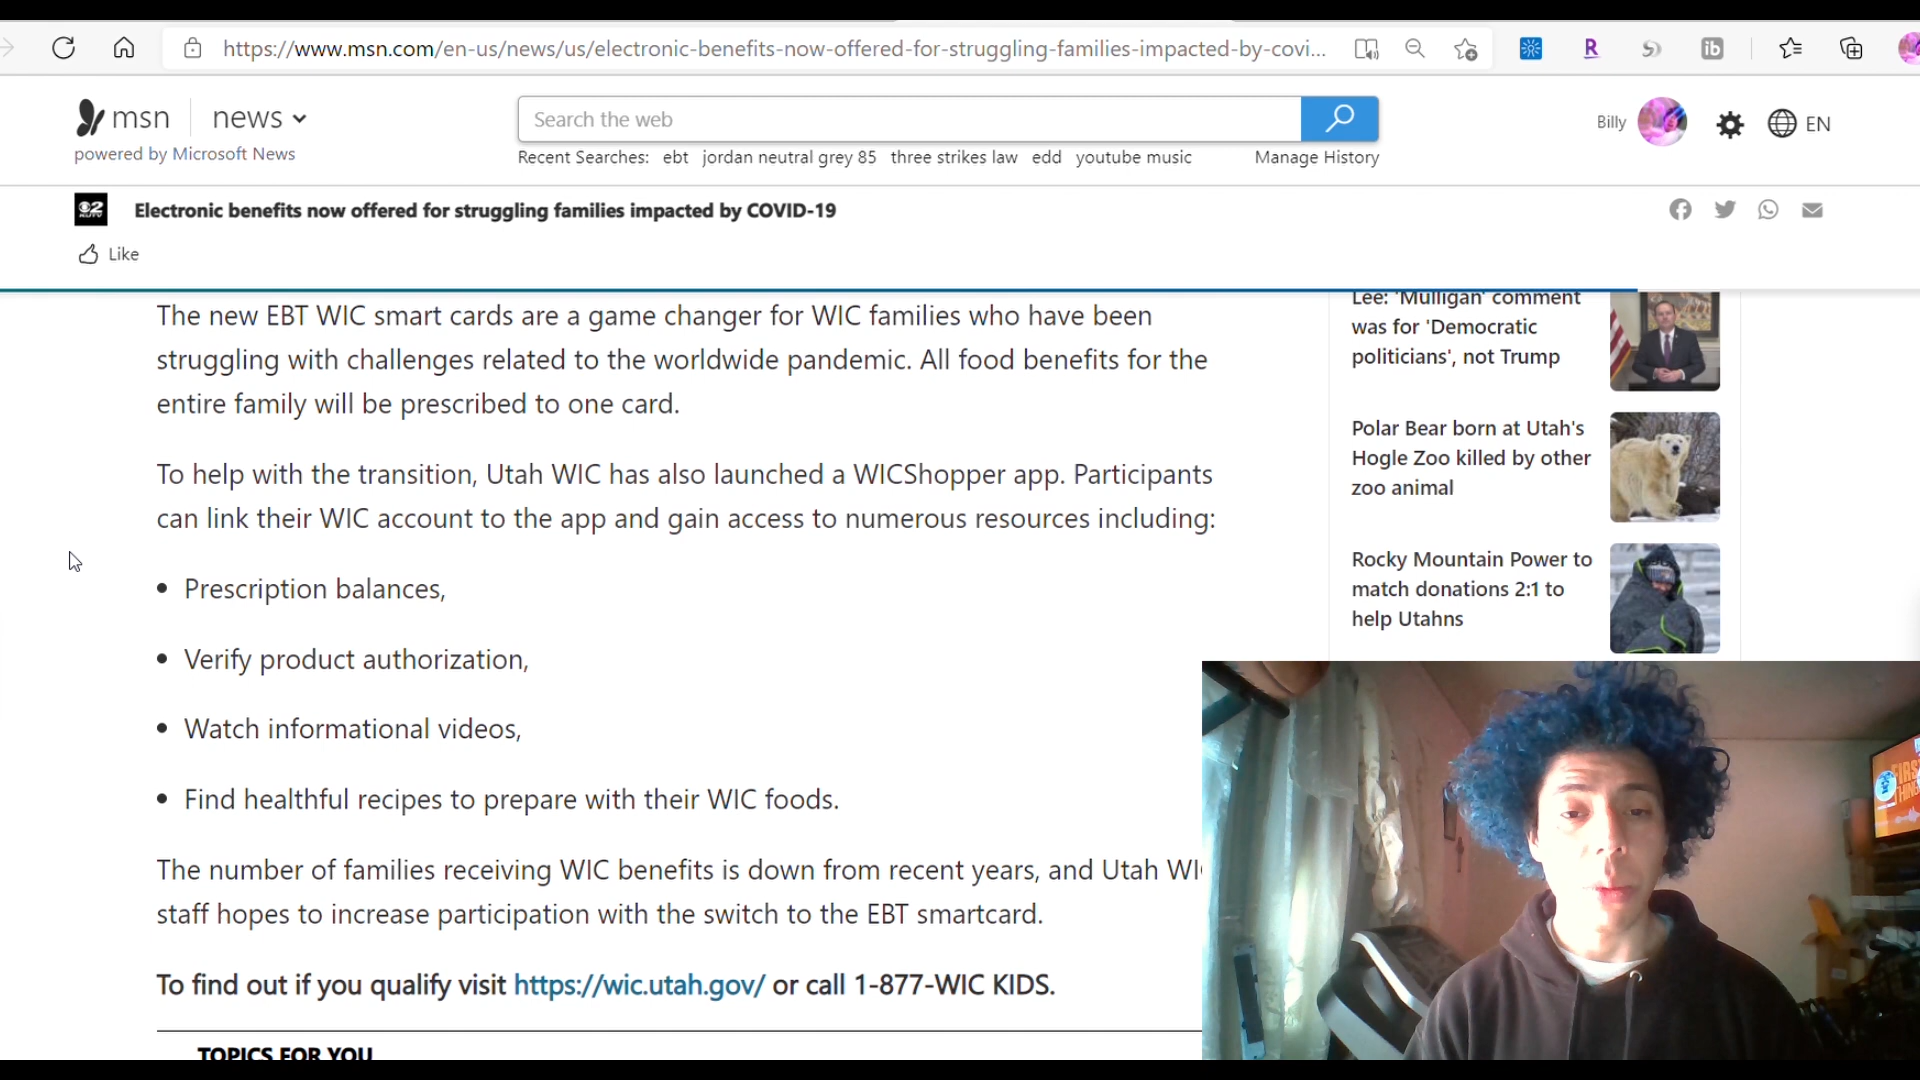 https://www.msn.com/en-us/news/us/electronic-benefits-now-offered-for-struggling-families-impacted-by-covi...
R
ib
msn
news
Search the web
Billy
EN
powered by Microsoft News
Recent Searches: ebt jordan neutral grey 85 three strikes law edd youtube music
Manage History
2
KUTV
Electronic benefits now offered for struggling families impacted by COVID-19
Like
The new EBT WIC smart cards are a game changer for WIC families who have been
struggling with challenges related to the worldwide pandemic. All food benefits for the
entire family will be prescribed to one card.
To help with the transition, Utah WIC has also launched a WICShopper app. Participants
can link their WIC account to the app and gain access to numerous resources including:
• Prescription balances,
• Verify product authorization,
• Watch informational videos,
• Find healthful recipes to prepare with their WIC foods.
The number of families receiving WIC benefits is down from recent years, and Utah WIC
staff hopes to increase participation with the switch to the EBT smartcard.
To find out if you qualify visit https://wic.utah.gov/ or call 1-877-WIC KIDS.
TOPICS FOR YOU
Lee: 'Mulligan' comment
was for 'Democratic
politicians', not Trump
Polar Bear born at Utah's
Hogle Zoo killed by other
zoo animal
Rocky Mountain Power to
match donations 2:1 to
help Utahns
FIRS
THING